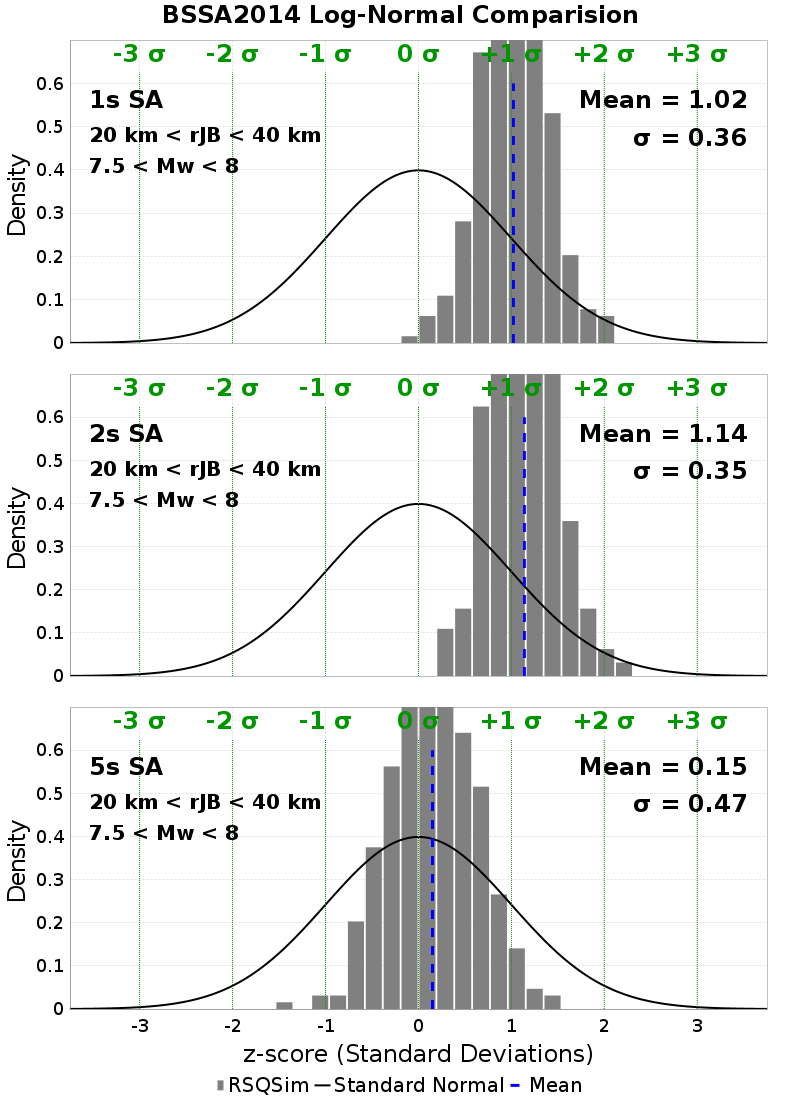 BSSA2014 Log-Normal Comparision
-3 σ -2 σ -1 σ 0 σ +1 σ +2 σ +3 σ
1s SA Mean = 1.02
20 km < rJB < 40 km σ = 0.36
7.5 < Mw < 8
0.6
0.5
0.4
0.3
0.2
0.1
0
Density
-3 σ -2 σ -1 σ 0 σ +1 σ +2 σ +3 σ
2s SA Mean = 1.14
20 km < rJB < 40 km σ = 0.35
7.5 < Mw < 8
0.6
0.5
0.4
0.3
0.2
0.1
0
Density
-3 σ -2 σ -1 σ 0 σ +1 σ +2 σ +3 σ
5s SA Mean = 0.15
20 km < rJB < 40 km σ = 0.47
7.5 < Mw < 8
0.6
0.5
0.4
0.3
0.2
0.1
0
Density
-3 -2 -1 0 1 2 3
z-score (Standard Deviations)
RSQSim Standard Normal Mean